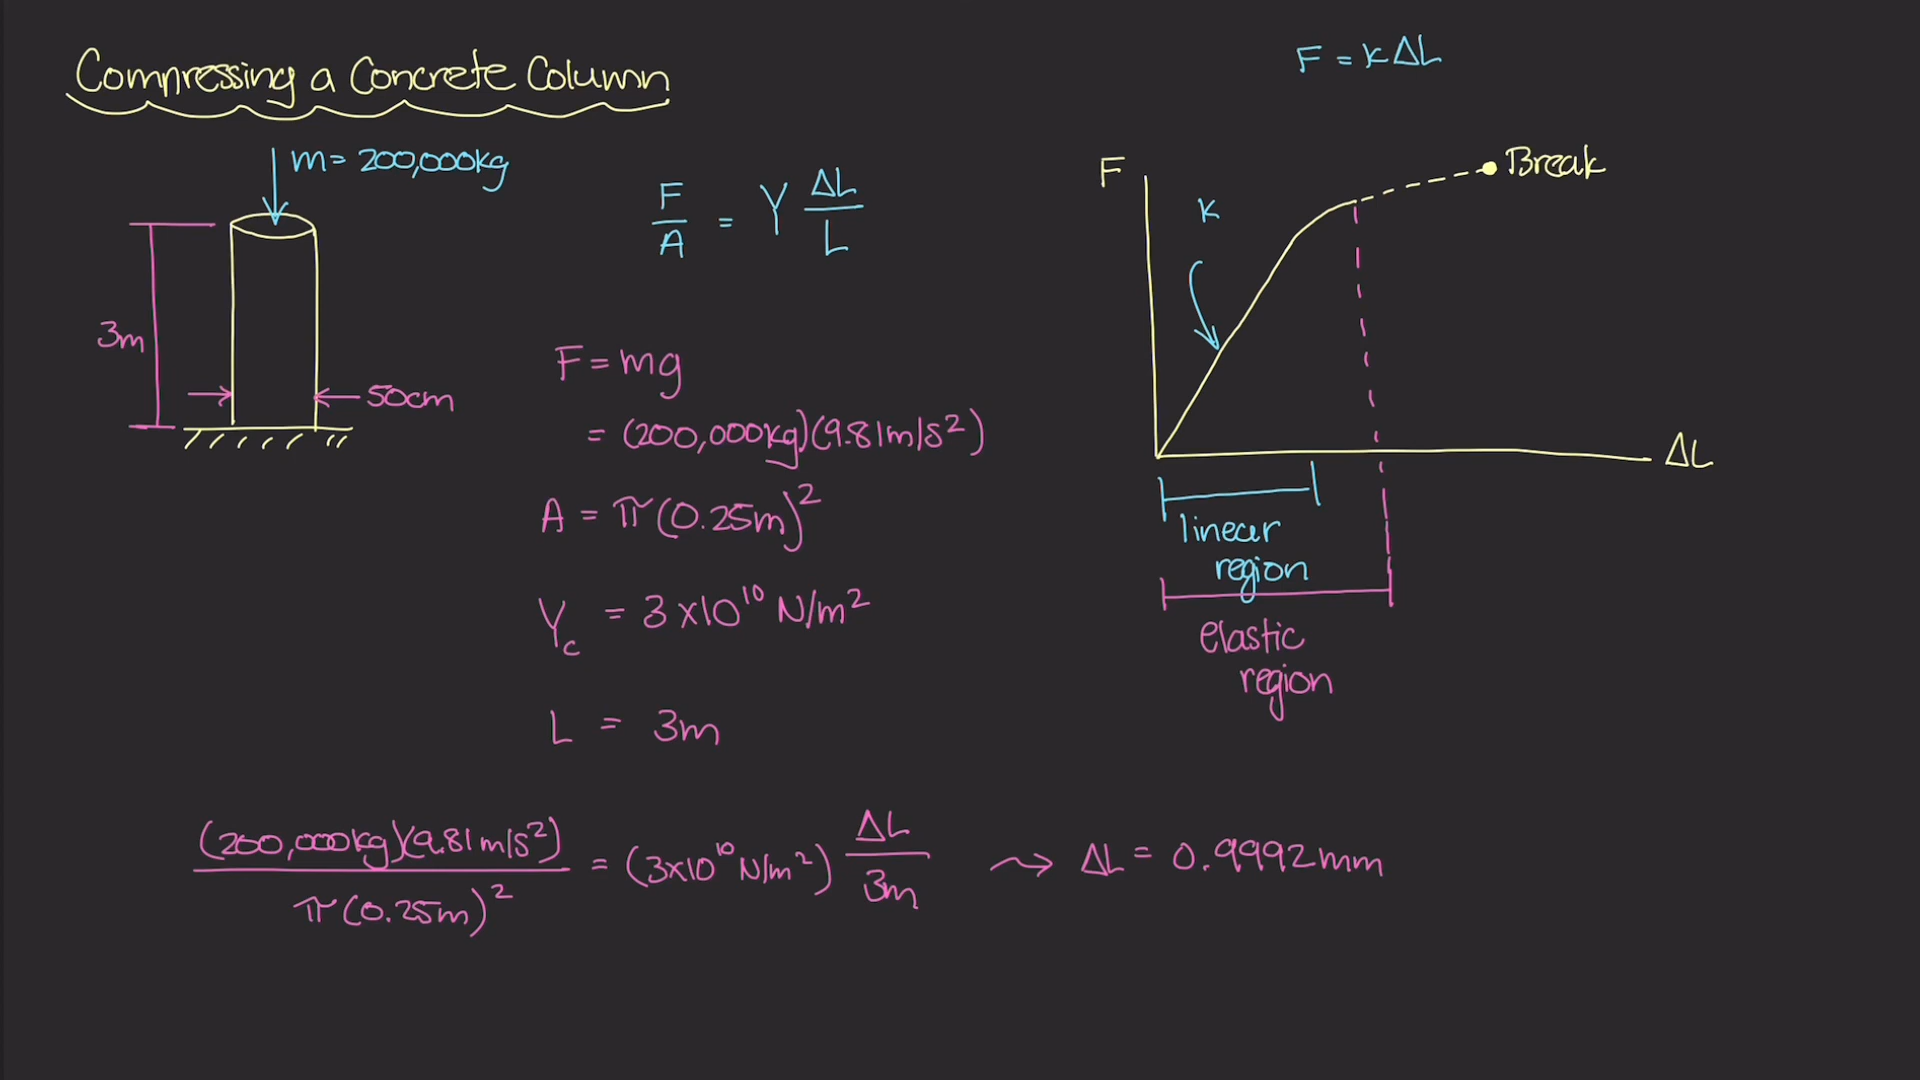 Compressing a Concrete Column
m = 200,000kg
3m
50cm
F/A = Y ΔL/L
F = mg
= (200,000kg)(9.81m/s²)
A = π(0.25m)²
Y_c = 3x10¹⁰ N/m²
L = 3m
(200,000kg)(9.81m/s²)/π(0.25m)² = (3x10¹⁰ N/m²) ΔL/3m ⤳ ΔL = 0.9992mm
F = kΔL
F
k
Break
ΔL
linear
region
elastic
region